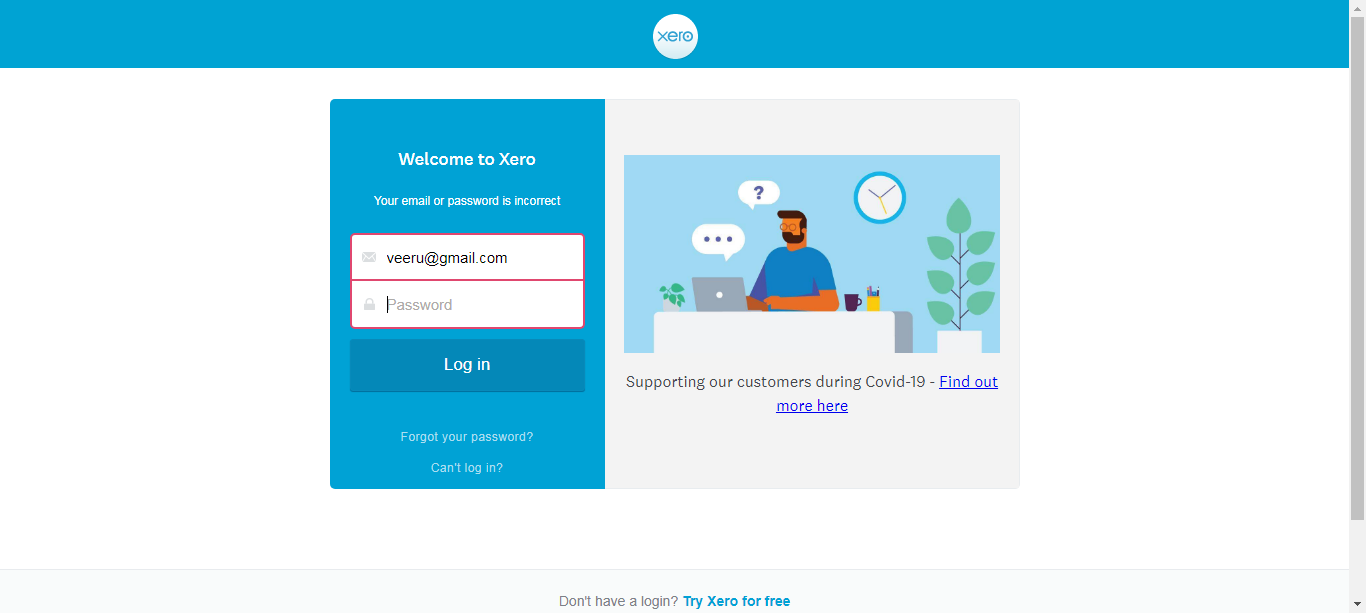 xero
Welcome to Xero
Your email or password is incorrect
veeru@gmail.com
Password
Log in
Forgot your password?
Can't log in?
?
Supporting our customers during Covid-19 - Find out
more here
Don't have a login? Try Xero for free